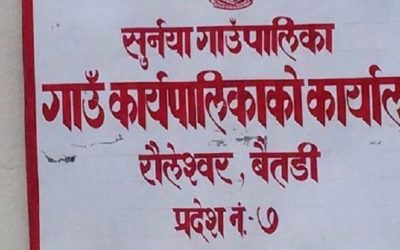 सुर्नया गाउँपालिका
गाउँ कार्यपालिकाको कार्याल
रौलेश्वर, बैतडी
प्रदेश नं.-७